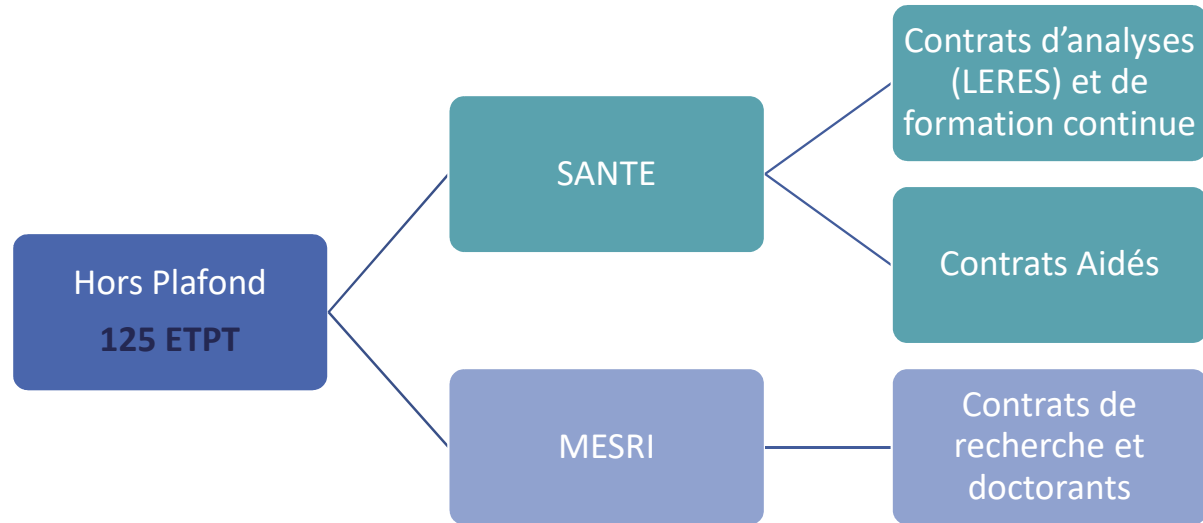 Hors Plafond
125 ETPT
SANTE
MESRI
Contrats d’analyses
(LERES) et de
formation continue
Contrats Aidés
Contrats de
recherche et
doctorants